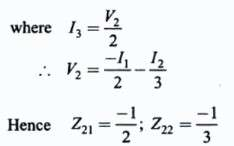 where I₃ = V₂/2
∴ V₂ = -I₁/2 - I₂/3
Hence Z₂₁ = -1/2; Z₂₂ = -1/3